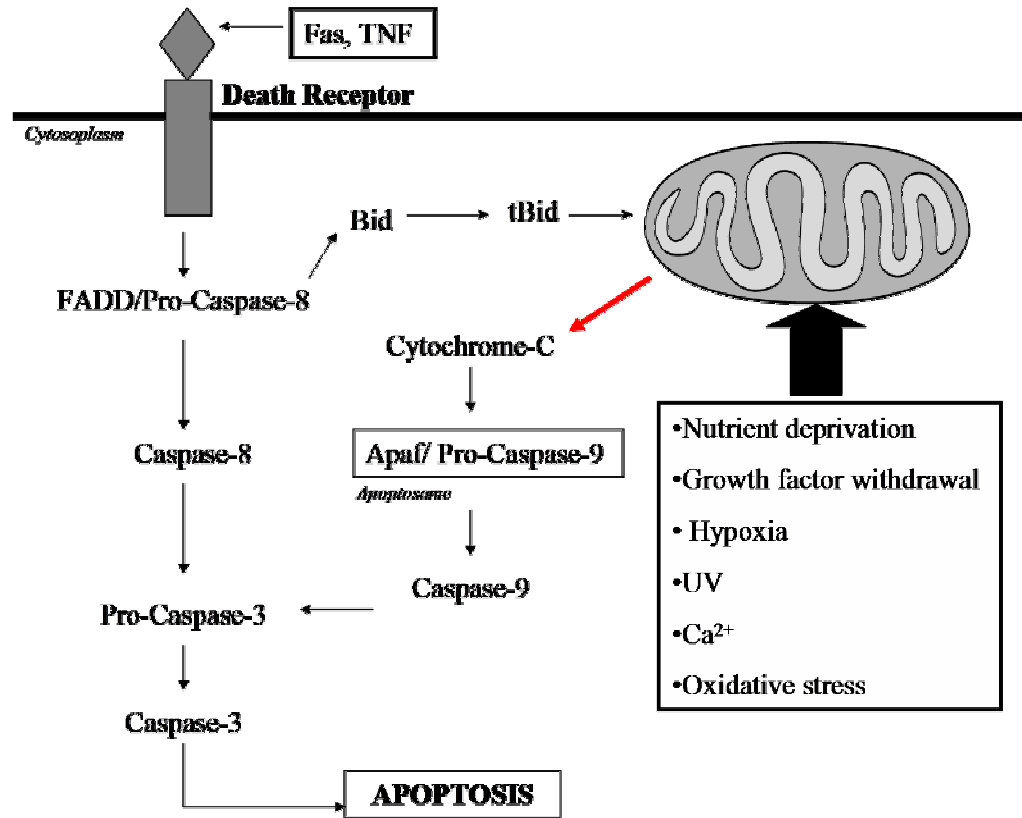 Fas, TNF
Death Receptor
Cytosoplasm
Bid
tBid
FADD/Pro-Caspase-8
Cytochrome-C
Caspase-8
Apaf/ Pro-Caspase-9
Apoptosome
Caspase-9
Pro-Caspase-3
Caspase-3
APOPTOSIS
•Nutrient deprivation
•Growth factor withdrawal
• Hypoxia
•UV
•Ca²⁺
•Oxidative stress